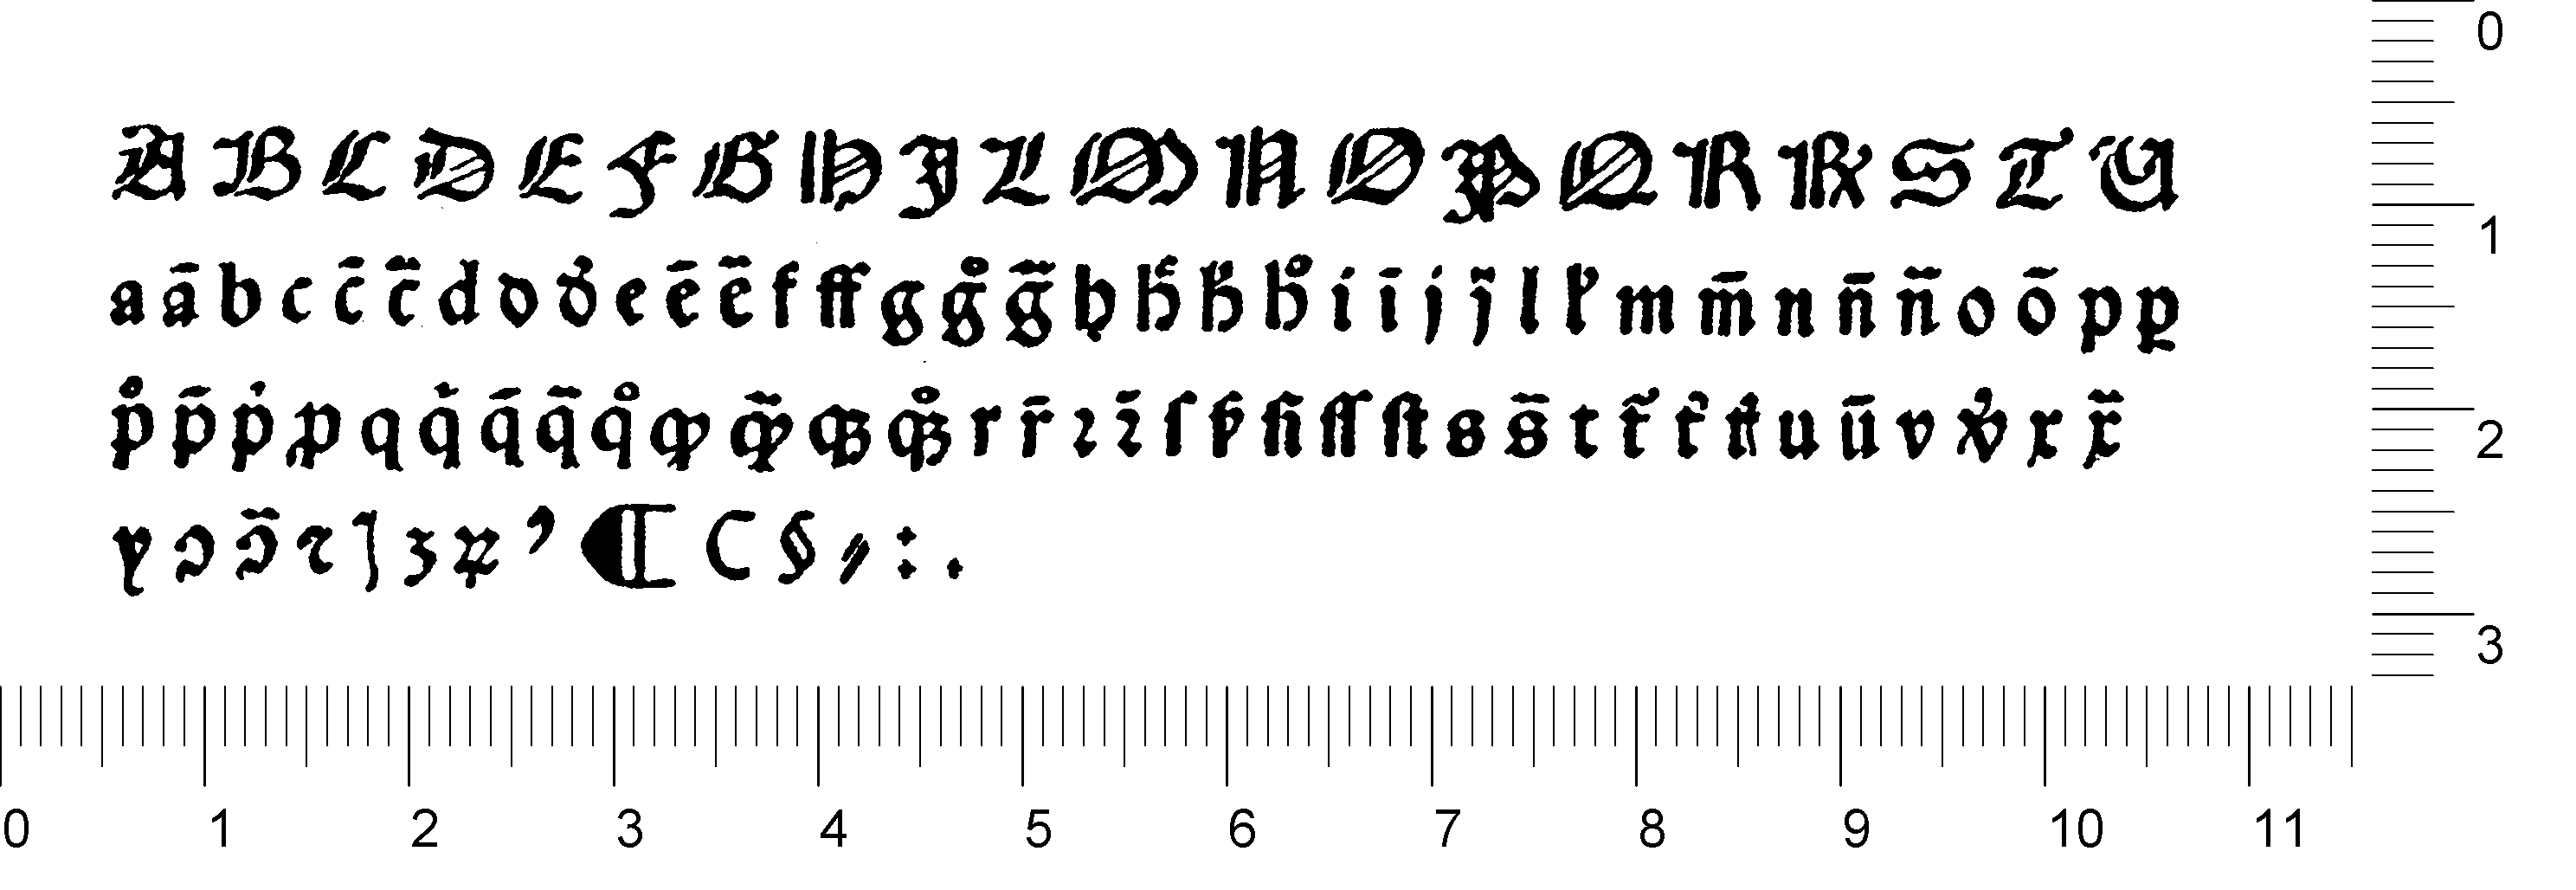 A B C D E F G H I L M N O P Q R R S T U
a ā b c c̄ c̃ d d d̾ e ē ẽ f ff g g̊ g̃ h h̄ h̃ h̊ i ī j j̃ l ł m m̄ n n̄ ñ o õ p ꝑ
p̊ p̄ ṗ ꝓ q q̇ q̄ q̃ q̊ ꝙ ꝙ̃ r r̄ ꝛ ꝛ̄ ſ ſſ ſt s s̃ t t̃ u ū v x x̃
y ꝯ ꝯ̃ ⁊ ʒ ’ C § : .
0
1
2
3
0 1 2 3 4 5 6 7 8 9 10 11